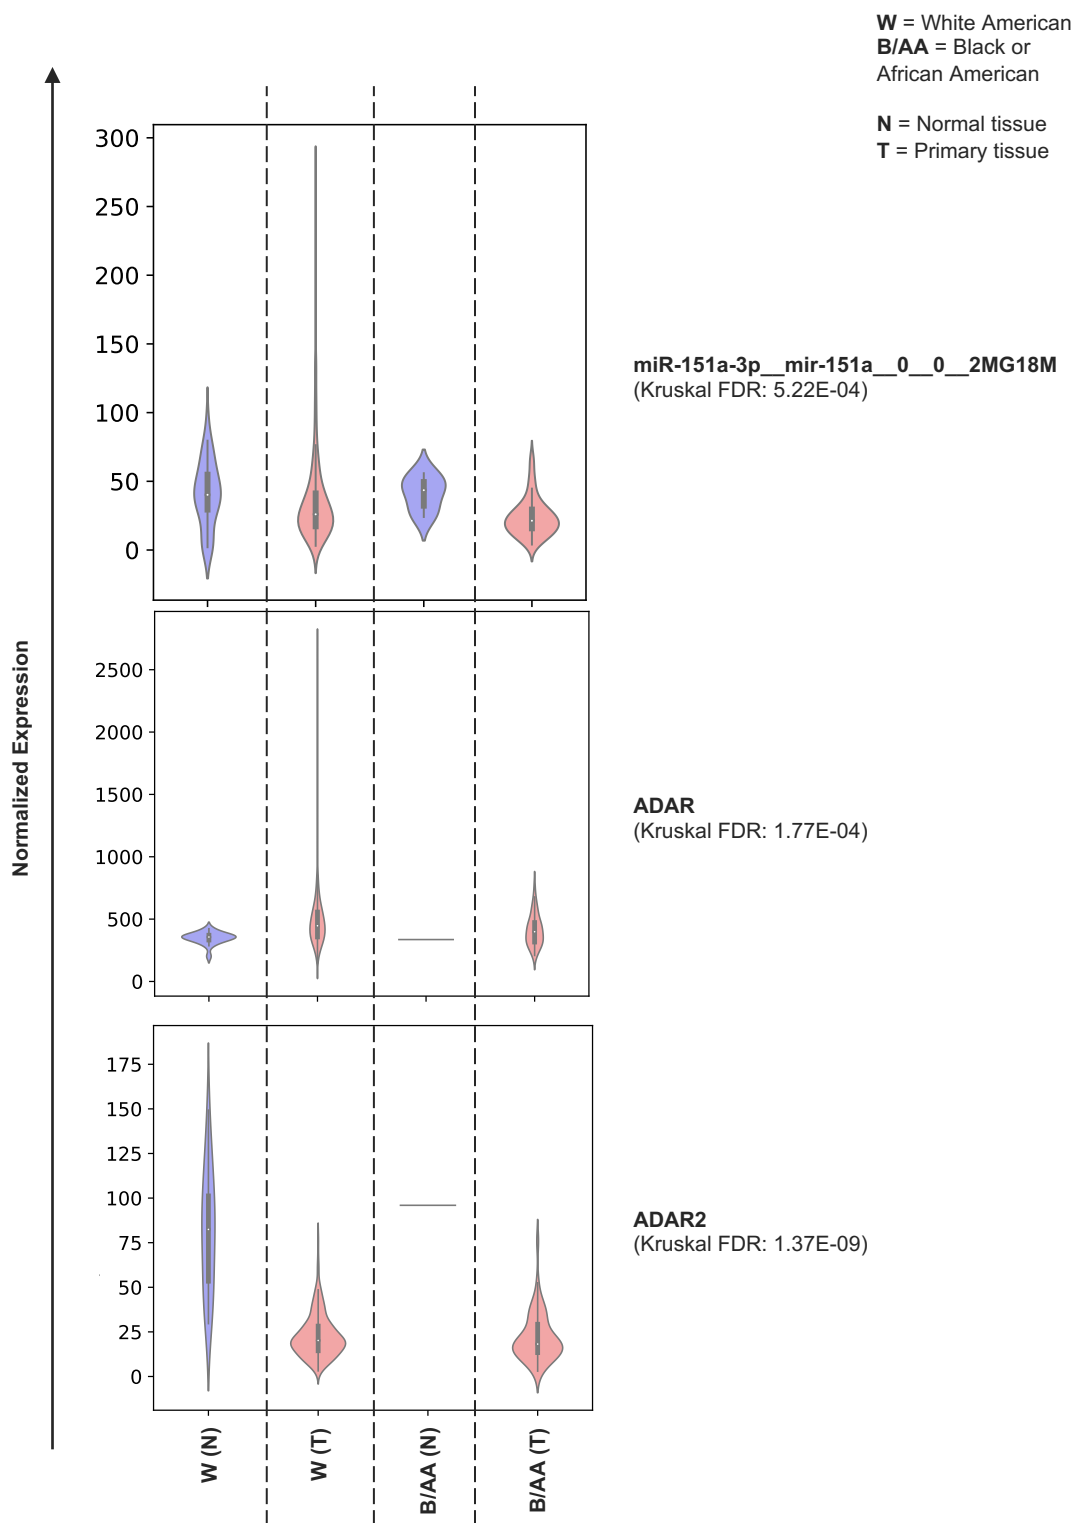 W = White American
B/AA = Black or
African American
N = Normal tissue
T = Primary tissue
Normalized Expression
300
250
200
150
100
50
0
miR-151a-3p__mir-151a__0__0__2MG18M
(Kruskal FDR: 5.22E-04)
2500
2000
1500
1000
500
0
ADAR
(Kruskal FDR: 1.77E-04)
175
150
125
100
75
50
25
0
ADAR2
(Kruskal FDR: 1.37E-09)
W (N)
W (T)
B/AA (N)
B/AA (T)